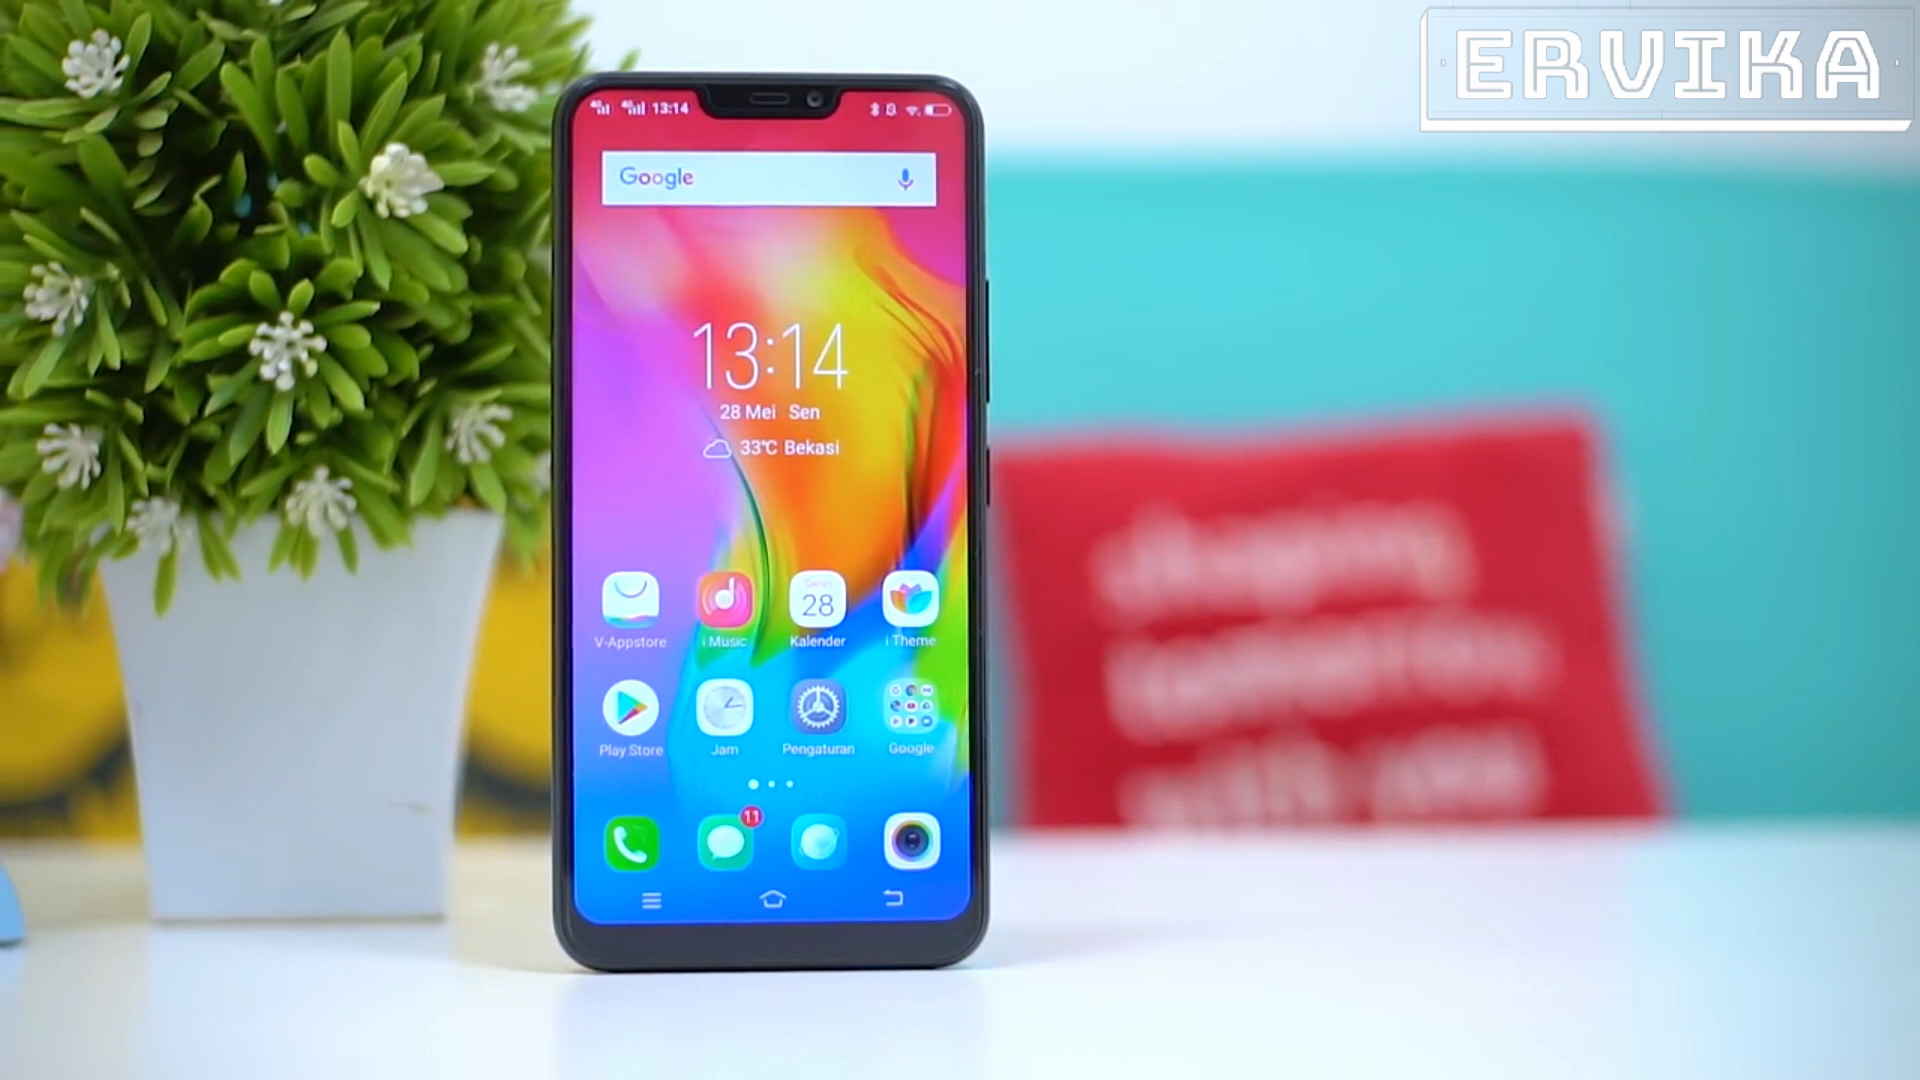 ERVIKA
13:14
Google
13:14
28 Mei Sen
33℃ Bekasi
V-Appstore
i Music
Senin
28
Kalender
i Theme
Play Store
Jam
Pengaturan
Google
11